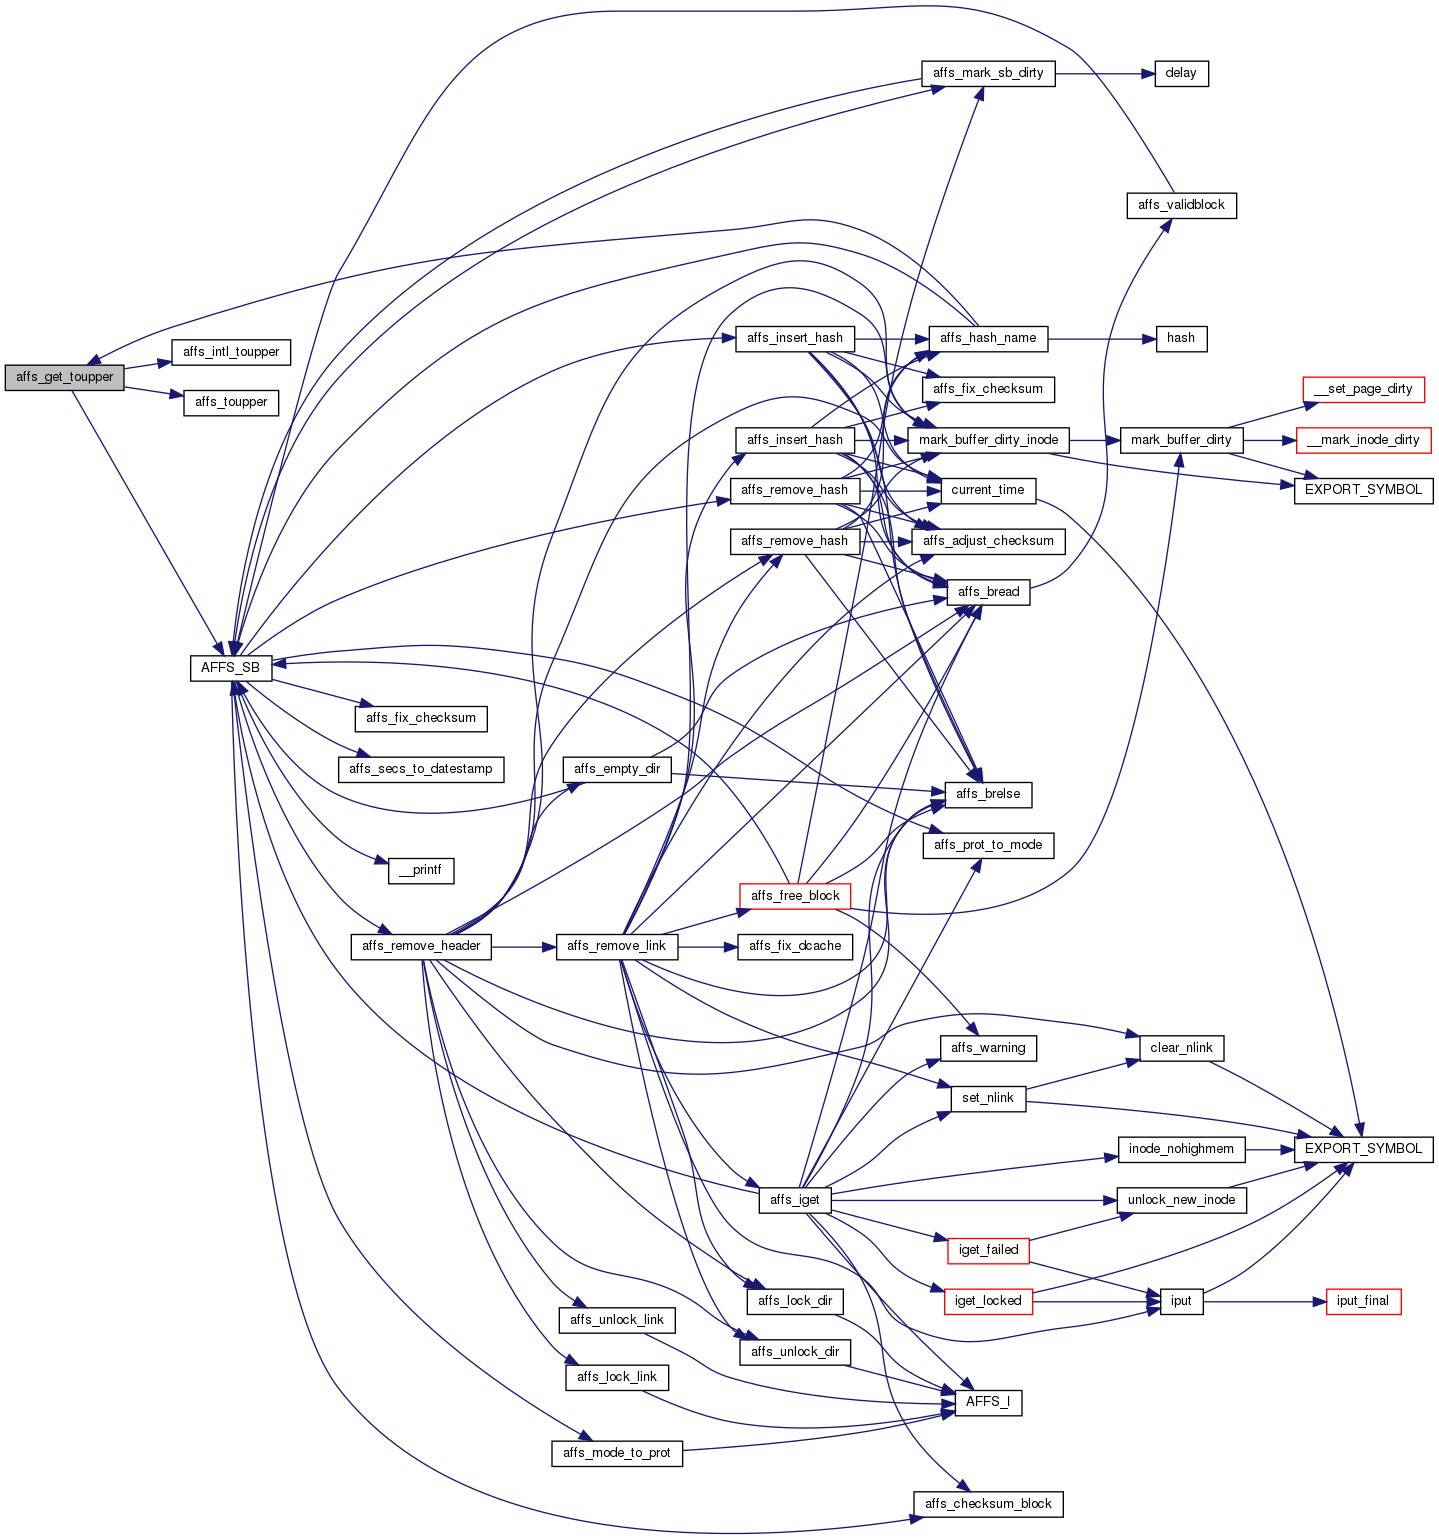 affs_mark_sb_dirty
delay
affs_validblock
affs_insert_hash
affs_hash_name
hash
affs_intl_toupper
affs_get_toupper
affs_toupper
affs_fix_checksum
__set_page_dirty
affs_insert_hash
mark_buffer_dirty_inode
mark_buffer_dirty
__mark_inode_dirty
affs_remove_hash
current_time
EXPORT_SYMBOL
affs_remove_hash
affs_adjust_checksum
affs_bread
AFFS_SB
affs_fix_checksum
affs_secs_to_datestamp
affs_empty_dir
affs_brelse
affs_prot_to_mode
__printf
affs_free_block
affs_remove_header
affs_remove_link
affs_fix_dcache
affs_warning
clear_nlink
set_nlink
inode_nohighmem
EXPORT_SYMBOL
affs_iget
unlock_new_inode
iget_failed
affs_lock_dir
iget_locked
iput
iput_final
affs_unlock_link
affs_unlock_dir
affs_lock_link
AFFS_I
affs_mode_to_prot
affs_checksum_block